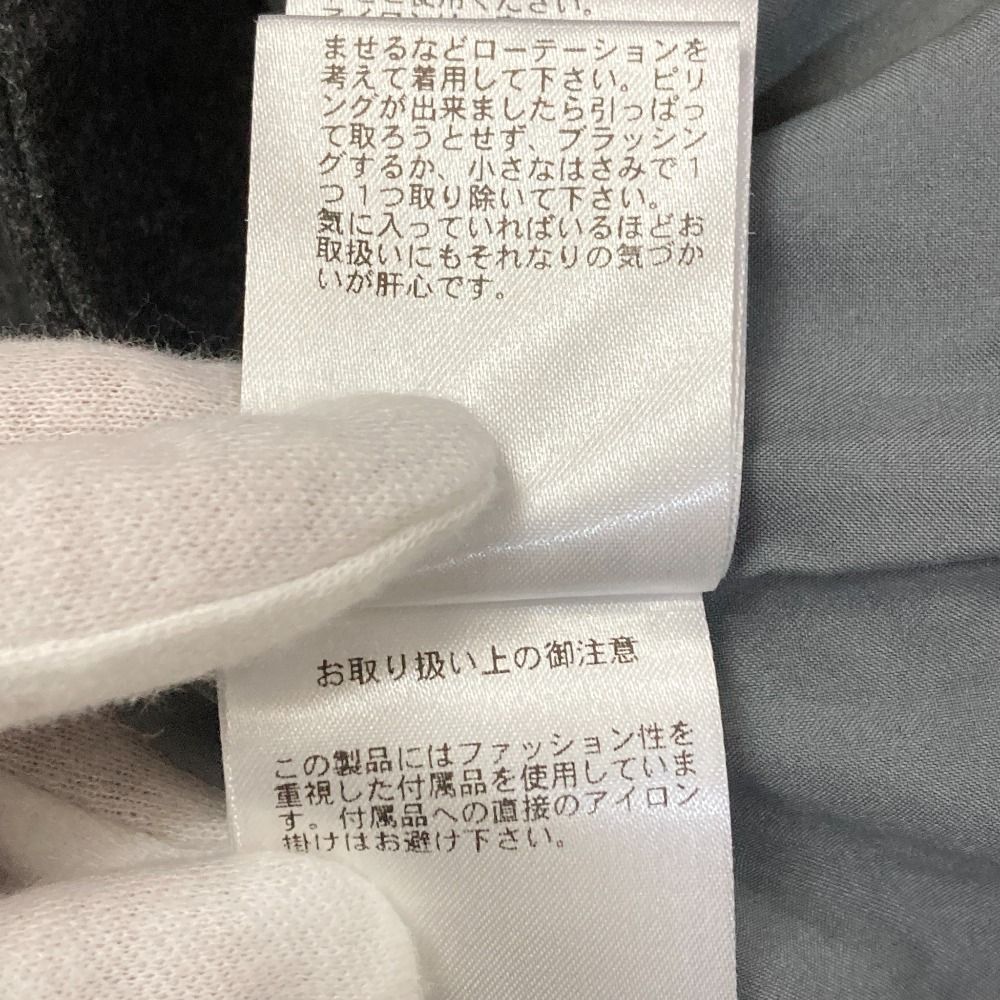 ご使用ください。
ませるなどローテーションを
考えて着用して下さい。ピリ
ングが出来ましたら引っぱっ
て取ろうとせず、ブラッシン
グするか、小さなはさみで1
つ1つ取り除いて下さい。
気に入っていればいるほどお
取扱いにもそれなりの気づか
いが肝心です。
お取り扱い上の御注意
この製品にはファッション性を
重視した付属品を使用していま
す。付属品への直接のアイロン
掛けはお避け下さい。